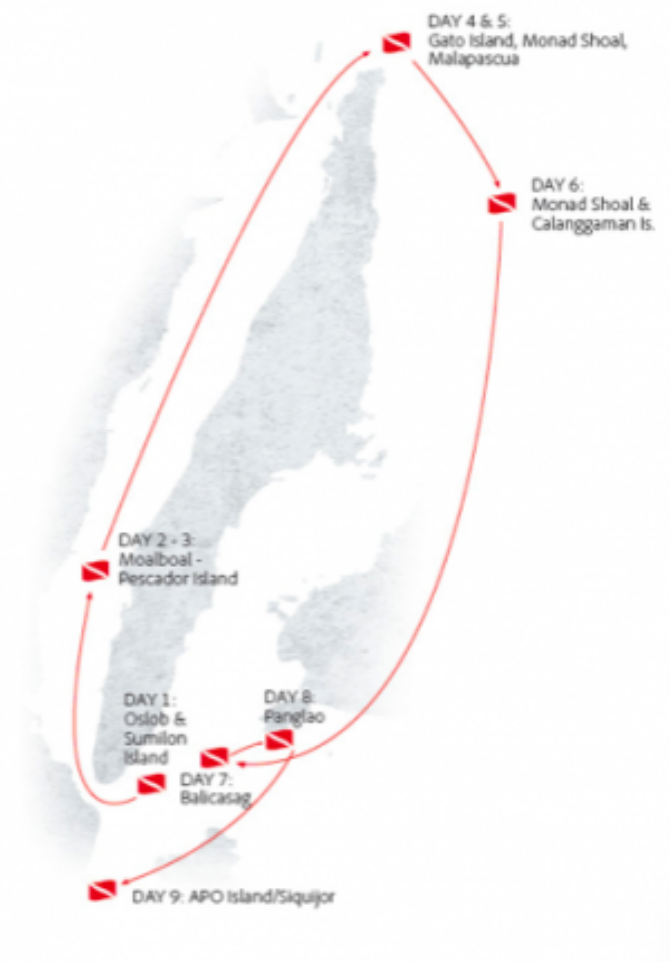 DAY 4 & 5:
Gato Island, Monad Shoal,
Malapascua
DAY 6:
Monad Shoal &
Calanggaman Is.
DAY 2 - 3:
Moalboal -
Pescador Island
DAY 1:
Oslob &
Sumilon
Island
DAY 8:
Panglao
DAY 7:
Balicasag
DAY 9: APO Island/Siquijor